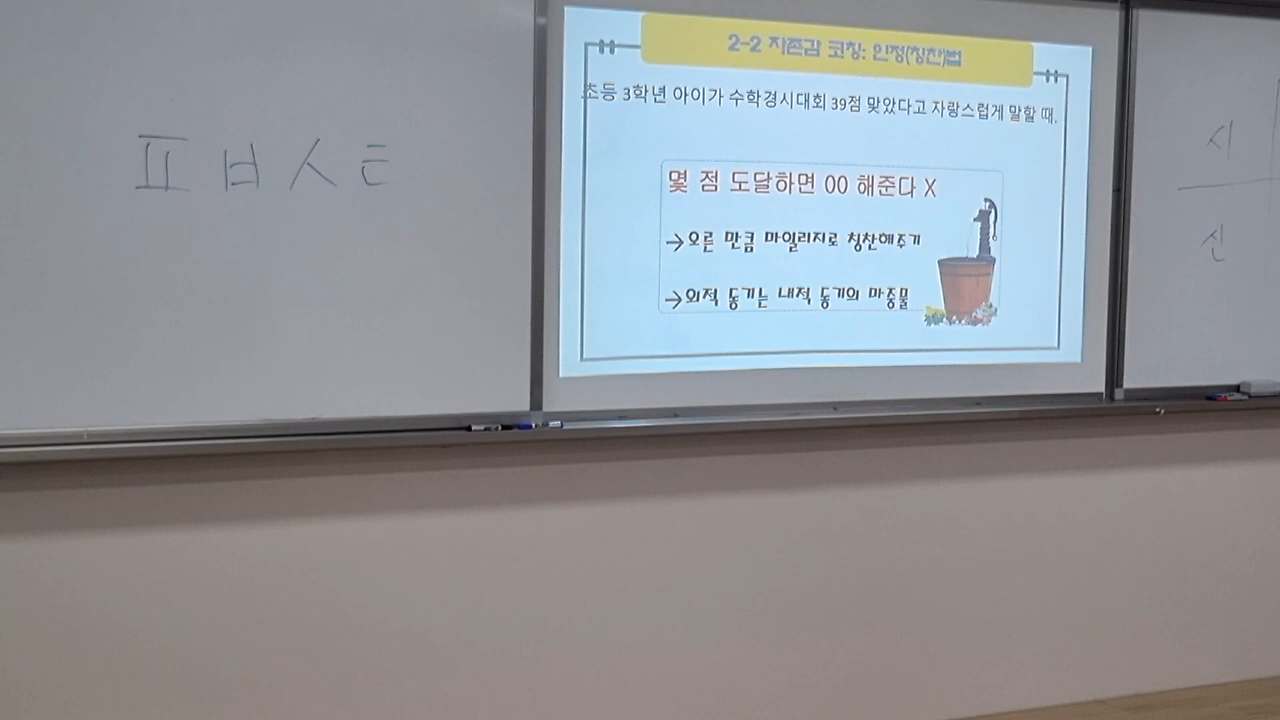 ㅍ ㅂ ㅅ ㅌ
2-2 자존감 코칭: 인정(칭찬)법
초등 3학년 아이가 수학경시대회 39점 맞았다고 자랑스럽게 말할 때.
몇 점 도달하면 00 해준다 X
→오른 만큼 마일리지로 칭찬해주기
→외적 동기는 내적 동기의 마중물
시
신